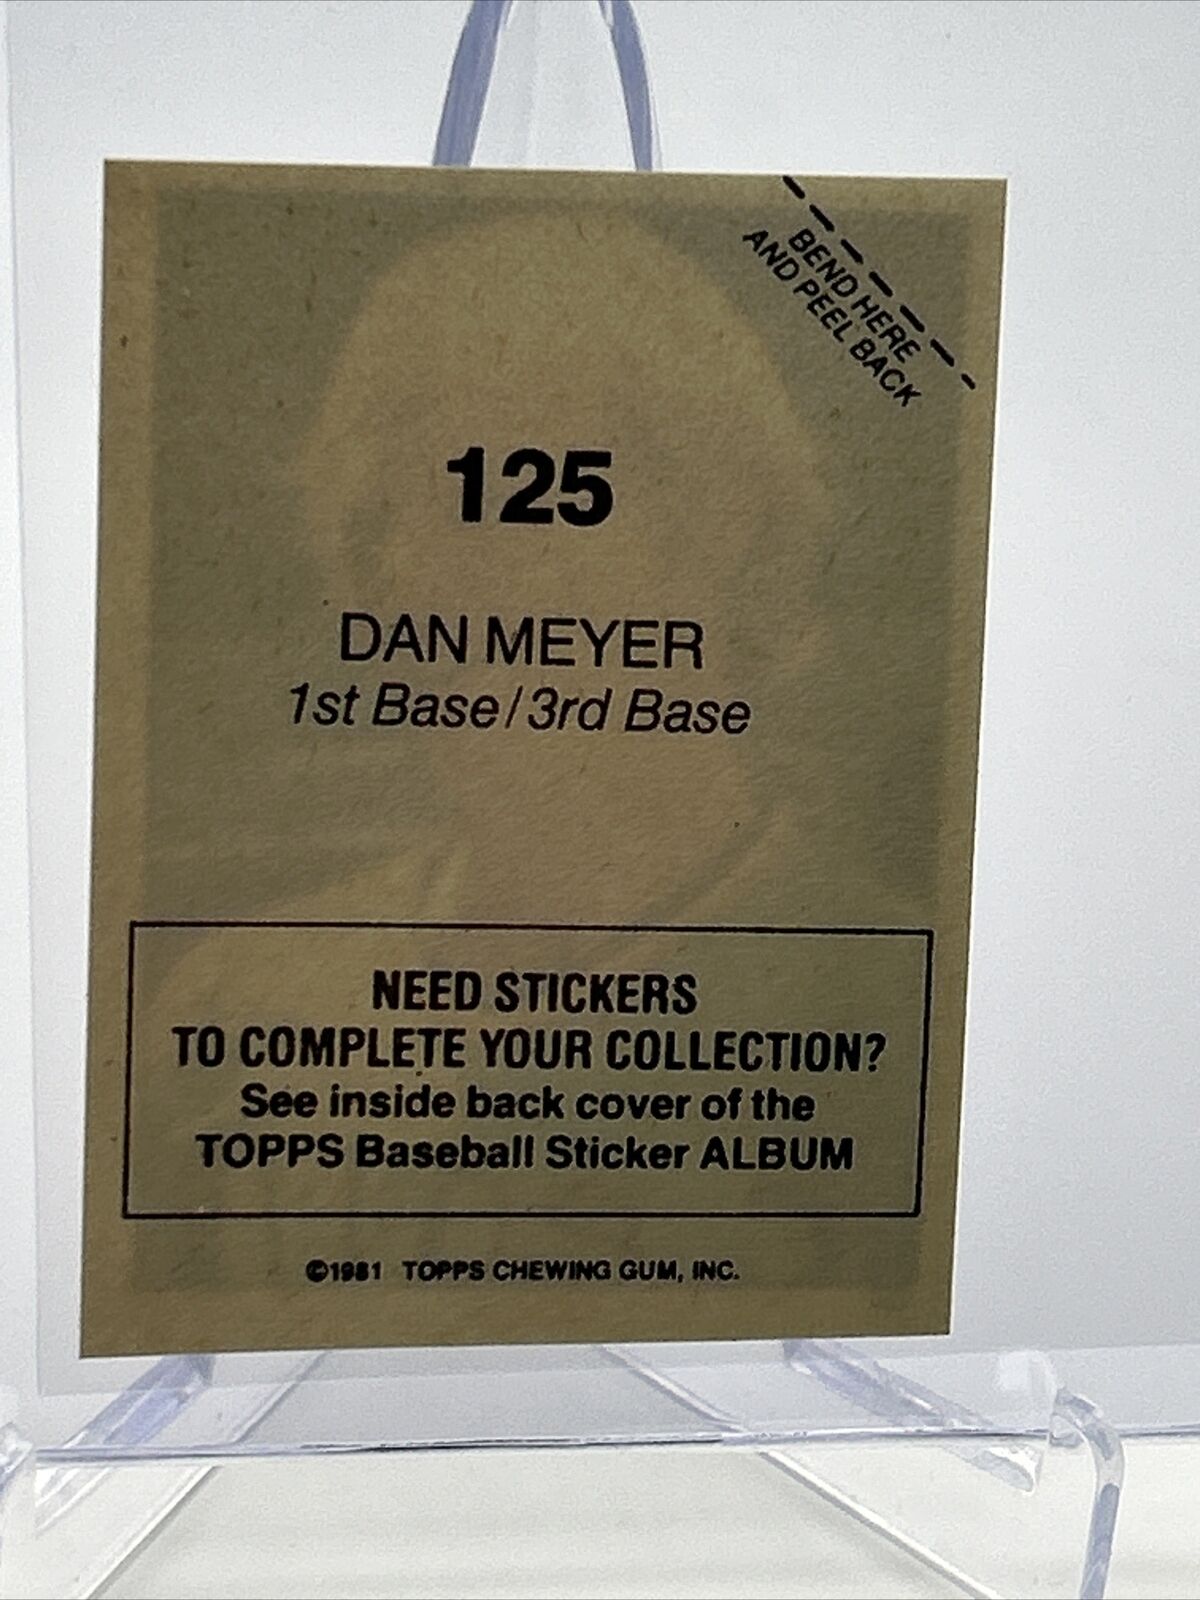 BEND HERE
AND PEEL BACK
125
DAN MEYER
1st Base/3rd Base
NEED STICKERS
TO COMPLETE YOUR COLLECTION?
See inside back cover of the
TOPPS Baseball Sticker ALBUM
©1981 TOPPS CHEWING GUM, INC.